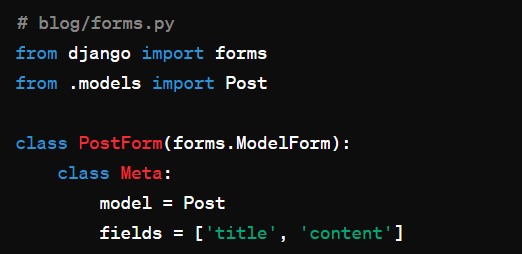 # blog/forms.py
from django import forms
from .models import Post

class PostForm(forms.ModelForm):
    class Meta:
        model = Post
        fields = ['title', 'content']